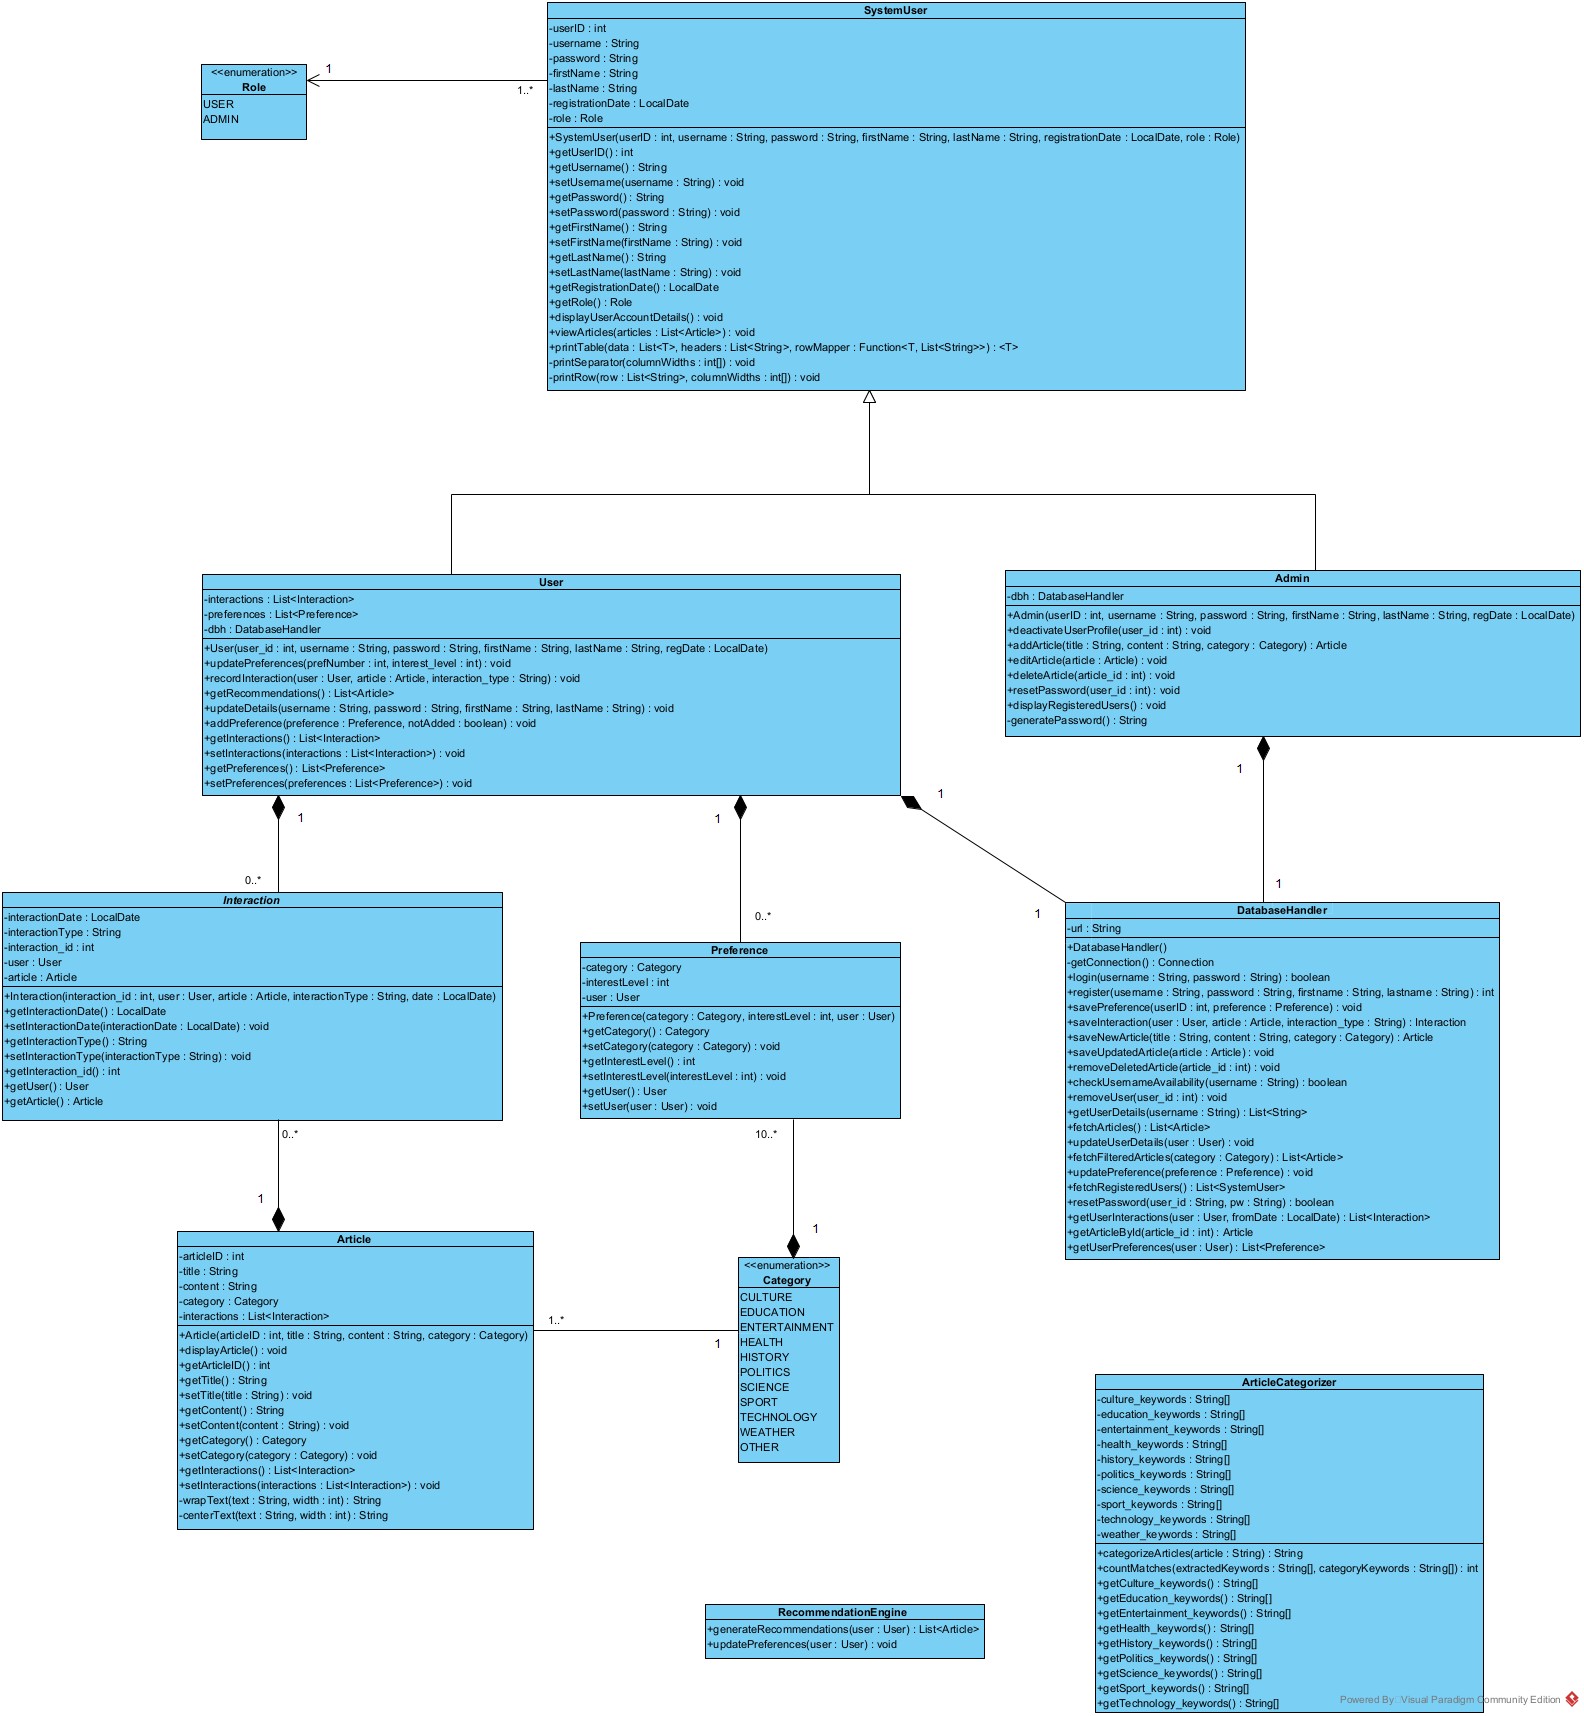 SystemUser
-userID : int
-username : String
-password : String
-firstName : String
-lastName : String
-registrationDate : LocalDate
-role : Role
+SystemUser(userID : int, username : String, password : String, firstName : String, lastName : String, registrationDate : LocalDate, role : Role)
+getUserID() : int
+getUsername() : String
+setUsername(username : String) : void
+getPassword() : String
+setPassword(password : String) : void
+getFirstName() : String
+setFirstName(firstName : String) : void
+getLastName() : String
+setLastName(lastName : String) : void
+getRegistrationDate() : LocalDate
+getRole() : Role
+displayUserAccountDetails() : void
+viewArticles(articles : List<Article>) : void
+printTable(data : List<T>, headers : List<String>, rowMapper : Function<T, List<String>>) : <T>
-printSeparator(columnWidths : int[]) : void
-printRow(row : List<String>, columnWidths : int[]) : void
1
1..*
<<enumeration>>
Role
USER
ADMIN
User
-interactions : List<Interaction>
-preferences : List<Preference>
-dbh : DatabaseHandler
+User(user_id : int, username : String, password : String, firstName : String, lastName : String, regDate : LocalDate)
+updatePreferences(prefNumber : int, interest_level : int) : void
+recordInteraction(user : User, article : Article, interaction_type : String) : void
+getRecommendations() : List<Article>
+updateDetails(username : String, password : String, firstName : String, lastName : String) : void
+addPreference(preference : Preference, notAdded : boolean) : void
+getInteractions() : List<Interaction>
+setInteractions(interactions : List<Interaction>) : void
+getPreferences() : List<Preference>
+setPreferences(preferences : List<Preference>) : void
Admin
-dbh : DatabaseHandler
+Admin(userID : int, username : String, password : String, firstName : String, lastName : String, regDate : LocalDate)
+deactivateUserProfile(user_id : int) : void
+addArticle(title : String, content : String, category : Category) : Article
+editArticle(article : Article) : void
+deleteArticle(article_id : int) : void
+resetPassword(user_id : int) : void
+displayRegisteredUsers() : void
-generatePassword() : String
1
1
1
1
0..*
0..*
1
1
Interaction
-interactionDate : LocalDate
-interactionType : String
-interaction_id : int
-user : User
-article : Article
+Interaction(interaction_id : int, user : User, article : Article, interactionType : String, date : LocalDate)
+getInteractionDate() : LocalDate
+setInteractionDate(interactionDate : LocalDate) : void
+getInteractionType() : String
+setInteractionType(interactionType : String) : void
+getInteraction_id() : int
+getUser() : User
+getArticle() : Article
Preference
-category : Category
-interestLevel : int
-user : User
+Preference(category : Category, interestLevel : int, user : User)
+getCategory() : Category
+setCategory(category : Category) : void
+getInterestLevel() : int
+setInterestLevel(interestLevel : int) : void
+getUser() : User
+setUser(user : User) : void
DatabaseHandler
-url : String
+DatabaseHandler()
-getConnection() : Connection
+login(username : String, password : String) : boolean
+register(username : String, password : String, firstname : String, lastname : String) : int
+savePreference(userID : int, preference : Preference) : void
+saveInteraction(user : User, article : Article, interaction_type : String) : Interaction
+saveNewArticle(title : String, content : String, category : Category) : Article
+saveUpdatedArticle(article : Article) : void
+removeDeletedArticle(article_id : int) : void
+checkUsernameAvailability(username : String) : boolean
+removeUser(user_id : int) : void
+getUserDetails(username : String) : List<String>
+fetchArticles() : List<Article>
+updateUserDetails(user : User) : void
+fetchFilteredArticles(category : Category) : List<Article>
+updatePreference(preference : Preference) : void
+fetchRegisteredUsers() : List<SystemUser>
+resetPassword(user_id : String, pw : String) : boolean
+getUserInteractions(user : User, fromDate : LocalDate) : List<Interaction>
+getArticleById(article_id : int) : Article
+getUserPreferences(user : User) : List<Preference>
0..*
10..*
1
1
Article
-articleID : int
-title : String
-content : String
-category : Category
-interactions : List<Interaction>
+Article(articleID : int, title : String, content : String, category : Category)
+displayArticle() : void
+getArticleID() : int
+getTitle() : String
+setTitle(title : String) : void
+getContent() : String
+setContent(content : String) : void
+getCategory() : Category
+setCategory(category : Category) : void
+getInteractions() : List<Interaction>
+setInteractions(interactions : List<Interaction>) : void
-wrapText(text : String, width : int) : String
-centerText(text : String, width : int) : String
1..*
1
<<enumeration>>
Category
CULTURE
EDUCATION
ENTERTAINMENT
HEALTH
HISTORY
POLITICS
SCIENCE
SPORT
TECHNOLOGY
WEATHER
OTHER
ArticleCategorizer
-culture_keywords : String[]
-education_keywords : String[]
-entertainment_keywords : String[]
-health_keywords : String[]
-history_keywords : String[]
-politics_keywords : String[]
-science_keywords : String[]
-sport_keywords : String[]
-technology_keywords : String[]
-weather_keywords : String[]
+categorizeArticles(article : String) : String
+countMatches(extractedKeywords : String[], categoryKeywords : String[]) : int
+getCulture_keywords() : String[]
+getEducation_keywords() : String[]
+getEntertainment_keywords() : String[]
+getHealth_keywords() : String[]
+getHistory_keywords() : String[]
+getPolitics_keywords() : String[]
+getScience_keywords() : String[]
+getSport_keywords() : String[]
+getTechnology_keywords() : String[]
RecommendationEngine
+generateRecommendations(user : User) : List<Article>
+updatePreferences(user : User) : void
Powered By Visual Paradigm Community Edition